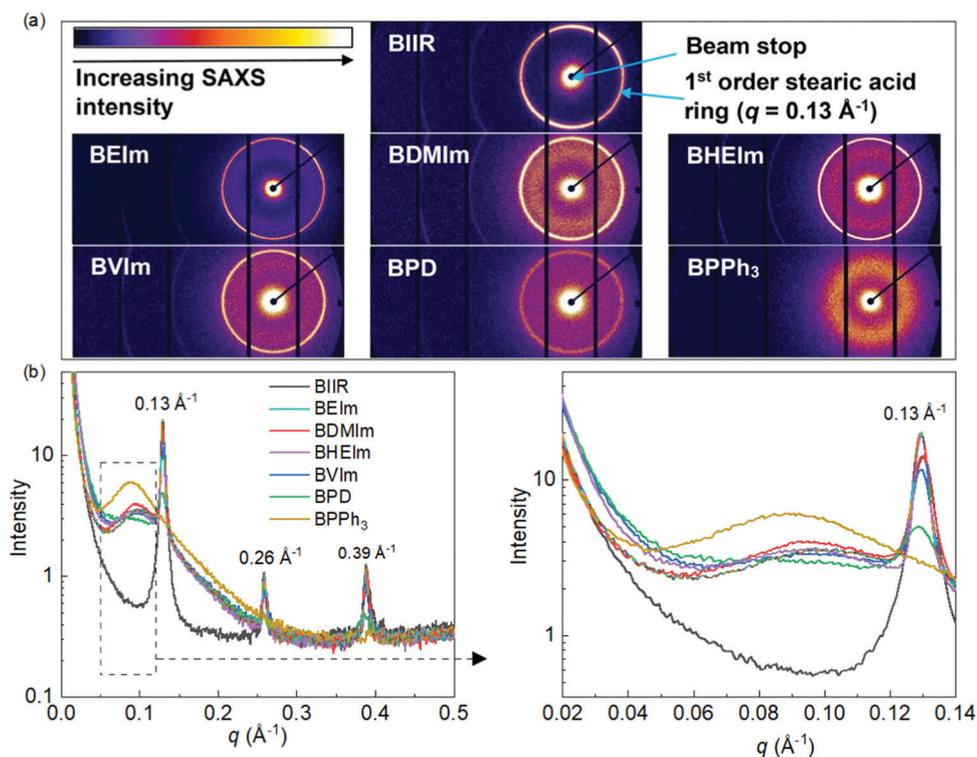 (a)
Increasing SAXS
intensity
BIIR
Beam stop
1st order stearic acid
ring (q = 0.13 Å-1)
BEIm
BDMIm
BHEIm
BVIm
BPD
BPPh3
(b)
0.13 Å-1
BIIR
BEIm
BDMIm
BHEIm
BVIm
BPD
BPPh3
0.26 Å-1
0.39 Å-1
Intensity
10
1
0.1
0.0 0.1 0.2 0.3 0.4 0.5
q (Å-1)
0.13 Å-1
Intensity
10
1
0.02 0.04 0.06 0.08 0.10 0.12 0.14
q (Å-1)